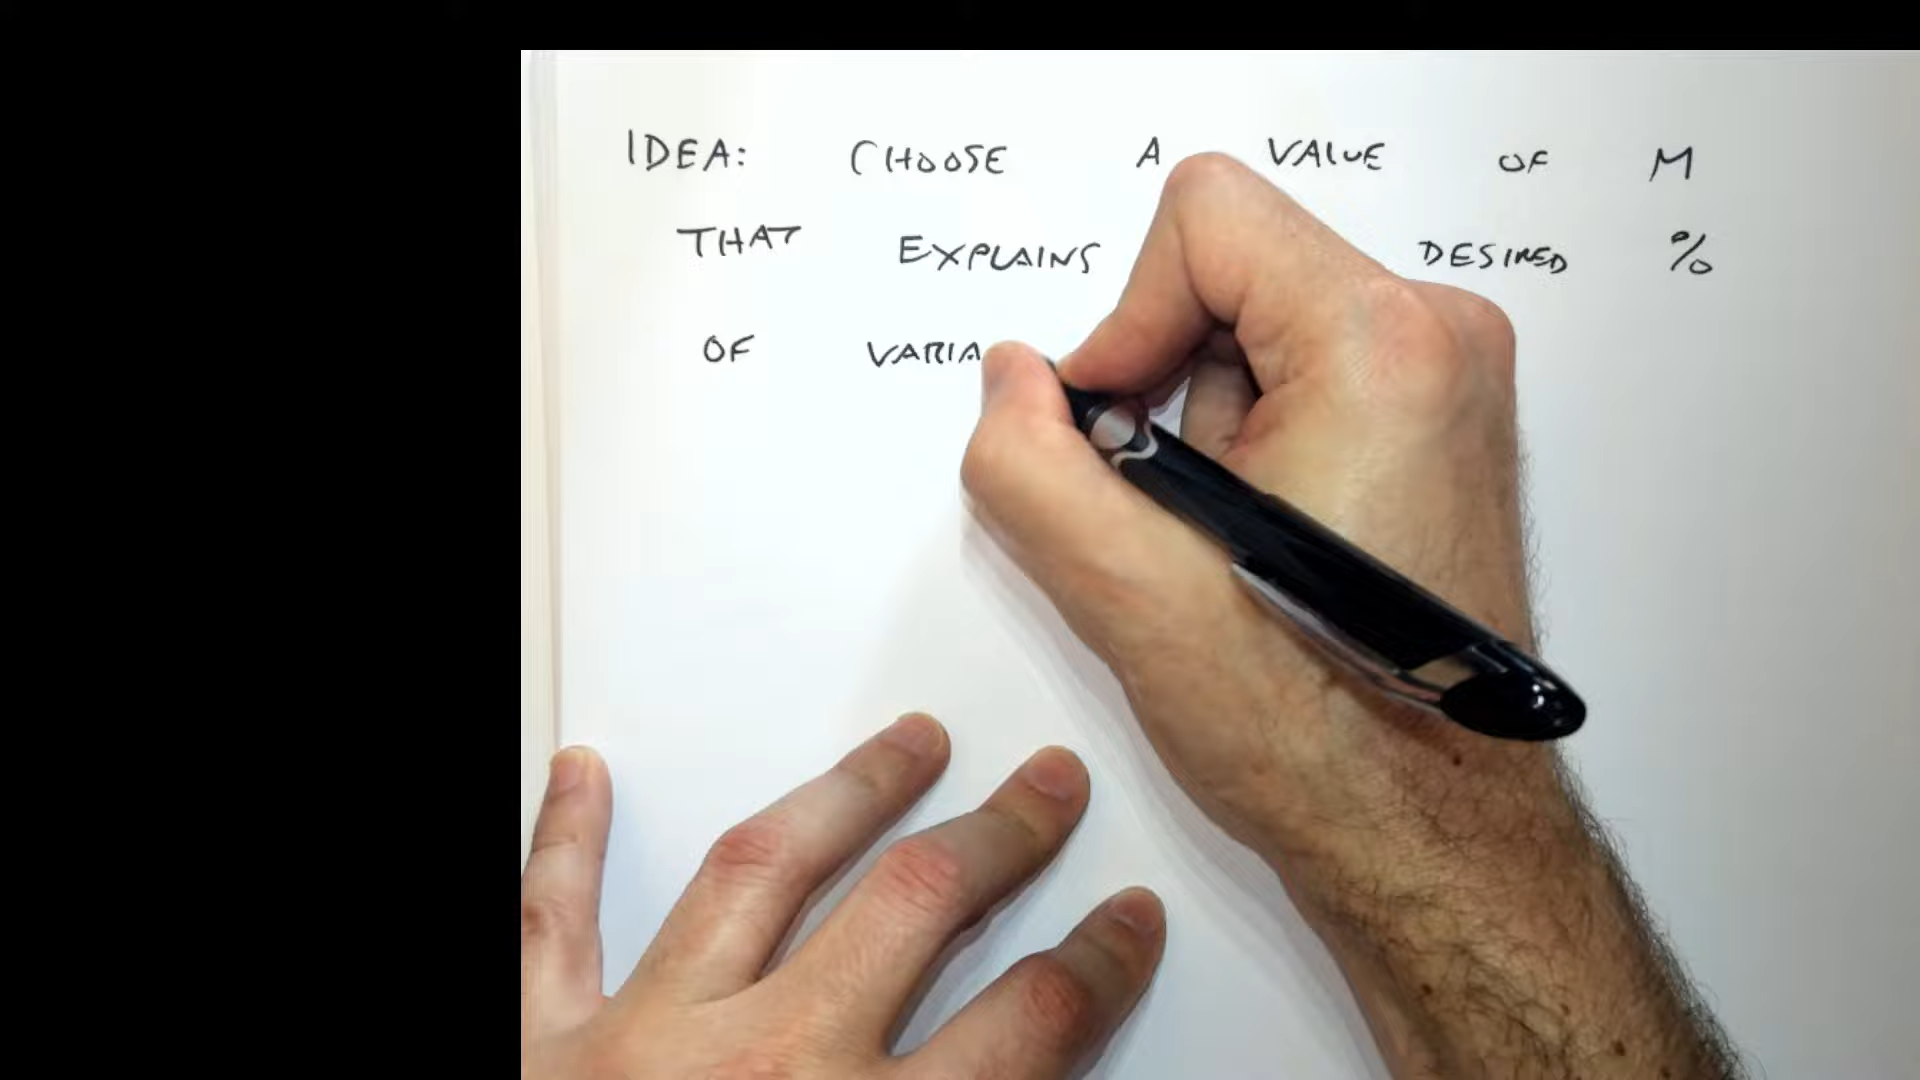 IDEA: CHOOSE A VALUE OF M
THAT EXPLAINS DESIRED %
OF VARIA